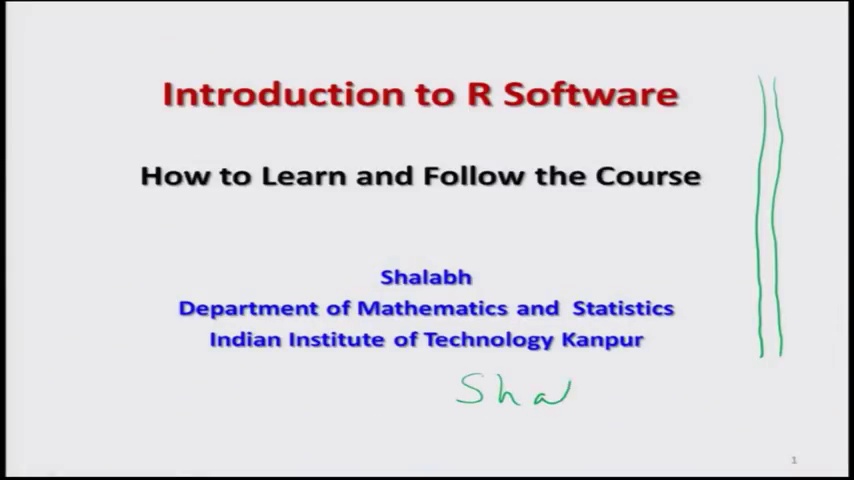 Introduction to R Software
How to Learn and Follow the Course
Shalabh
Department of Mathematics and Statistics
Indian Institute of Technology Kanpur
Sha
1